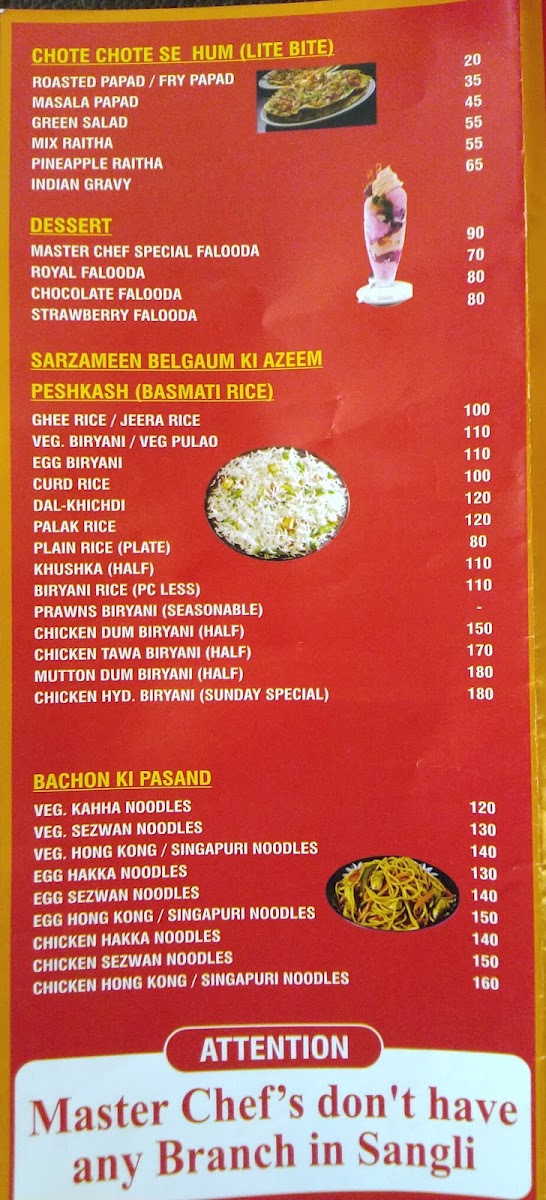 CHOTE CHOTE SE HUM (LITE BITE)
ROASTED PAPAD / FRY PAPAD 20
MASALA PAPAD 35
GREEN SALAD 45
MIX RAITHA 55
PINEAPPLE RAITHA 55
INDIAN GRAVY 65
DESSERT
MASTER CHEF SPECIAL FALOODA 90
ROYAL FALOODA 70
CHOCOLATE FALOODA 80
STRAWBERRY FALOODA 80
SARZAMEEN BELGAUM KI AZEEM
PESHKASH (BASMATI RICE)
GHEE RICE / JEERA RICE 100
VEG. BIRYANI / VEG PULAO 110
EGG BIRYANI 110
CURD RICE 100
DAL-KHICHDI 120
PALAK RICE 120
PLAIN RICE (PLATE) 80
KHUSHKA (HALF) 110
BIRYANI RICE (PC LESS) 110
PRAWNS BIRYANI (SEASONABLE) -
CHICKEN DUM BIRYANI (HALF) 150
CHICKEN TAWA BIRYANI (HALF) 170
MUTTON DUM BIRYANI (HALF) 180
CHICKEN HYD. BIRYANI (SUNDAY SPECIAL) 180
BACHON KI PASAND
VEG. KAHHA NOODLES 120
VEG. SEZWAN NOODLES 130
VEG. HONG KONG / SINGAPURI NOODLES 140
EGG HAKKA NOODLES 130
EGG SEZWAN NOODLES 140
EGG HONG KONG / SINGAPURI NOODLES 150
CHICKEN HAKKA NOODLES 140
CHICKEN SEZWAN NOODLES 150
CHICKEN HONG KONG / SINGAPURI NOODLES 160
ATTENTION
Master Chef's don't have
any Branch in Sangli